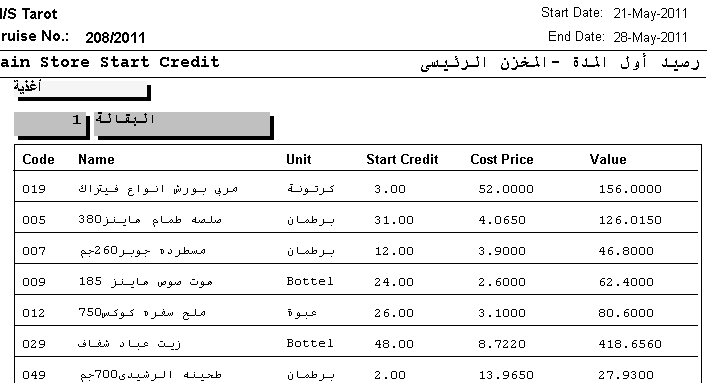 I/S Tarot Start Date: 21-May-2011
ruise No.: 208/2011 End Date: 28-May-2011
ain Store Start Credit رصيد أول المدة -المخزن الرئيسى
أغذية
1 البقالة
Code Name Unit Start Credit Cost Price Value
019 مربي بورش انواع فيتراك كرتونة 3.00 52.0000 156.0000
005 صلصه طمام هاينز380 برطمان 31.00 4.0650 126.0150
007 مسطرده جوبر260جم برطمان 12.00 3.9000 46.8000
009 هوت صوص هاينز 185 Bottel 24.00 2.6000 62.4000
012 ملح سفره كوكس750 عبوة 26.00 3.1000 80.6000
029 زيت عباد شفاف Bottel 48.00 8.7220 418.6560
049 طحينه الرشيدى700جم برطمان 2.00 13.9650 27.9300